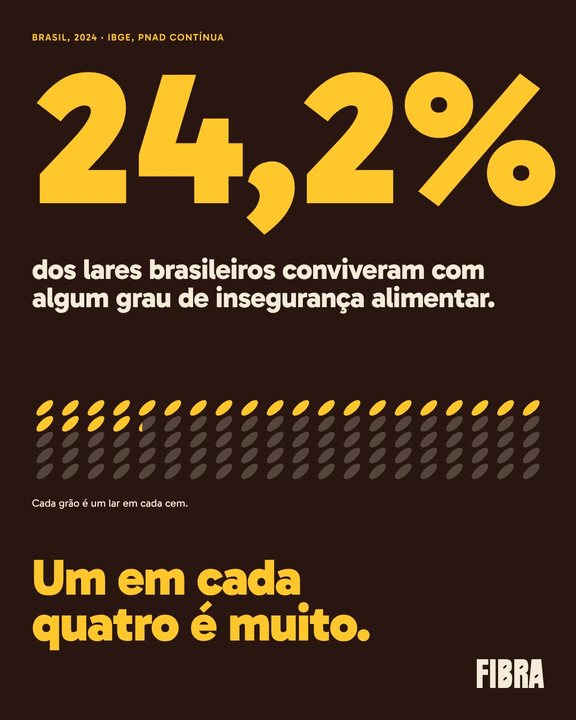 BRASIL, 2024 · IBGE, PNAD CONTÍNUA
24,2%
dos lares brasileiros conviveram com
algum grau de insegurança alimentar.
Cada grão é um lar em cada cem.
Um em cada
quatro é muito.
FIBRA